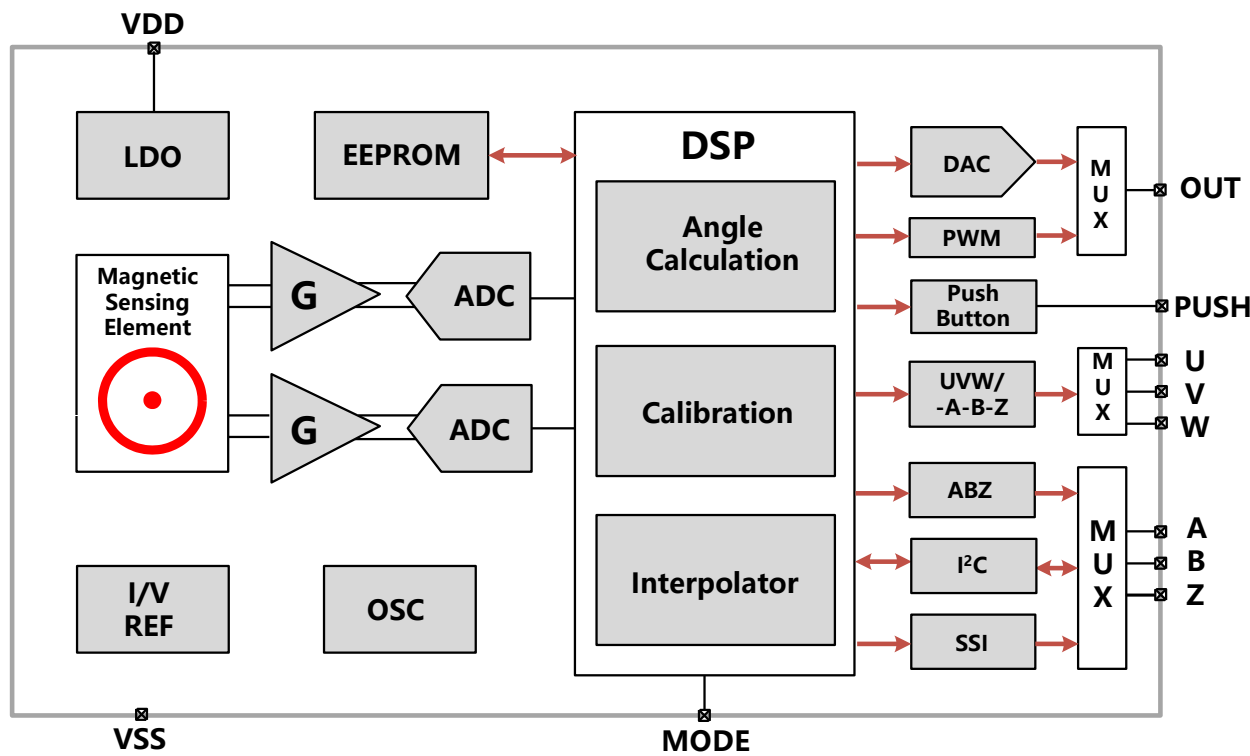 VDD
LDO
EEPROM
DSP
DAC
M
U
X
OUT
Angle
Calculation
PWM
Magnetic
Sensing
Element
G
ADC
Push
Button
PUSH
Calibration
UVW/
-A-B-Z
M
U
X
U
V
W
G
ADC
ABZ
I²C
SSI
M
U
X
A
B
Z
Interpolator
I/V
REF
OSC
VSS
MODE